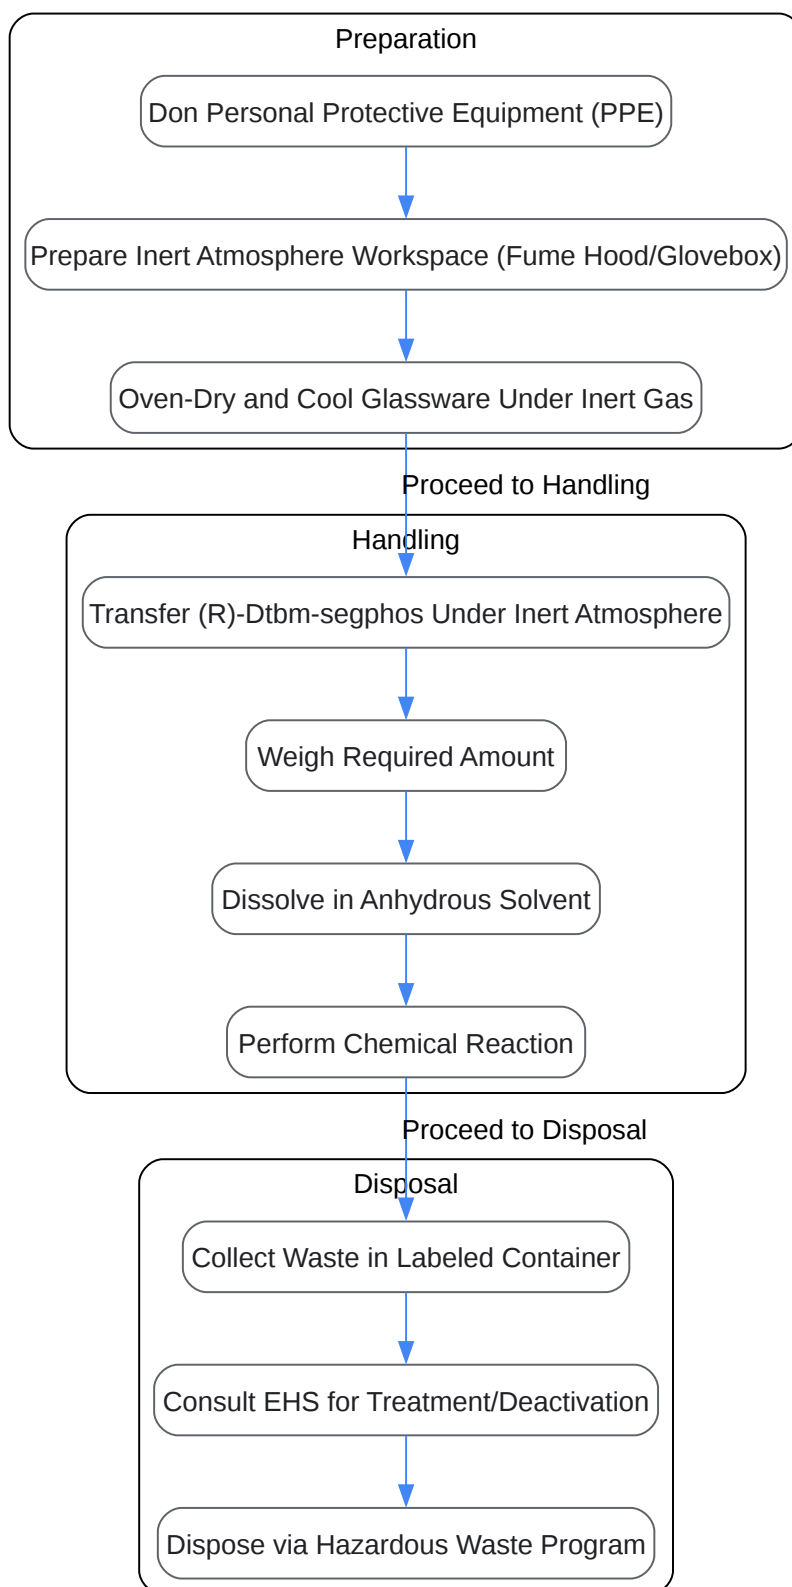 Preparation
Don Personal Protective Equipment (PPE)
Prepare Inert Atmosphere Workspace (Fume Hood/Glovebox)
Oven-Dry and Cool Glassware Under Inert Gas
Proceed to Handling
Handling
Transfer (R)-Dtbm-segphos Under Inert Atmosphere
Weigh Required Amount
Dissolve in Anhydrous Solvent
Perform Chemical Reaction
Proceed to Disposal
Disposal
Collect Waste in Labeled Container
Consult EHS for Treatment/Deactivation
Dispose via Hazardous Waste Program